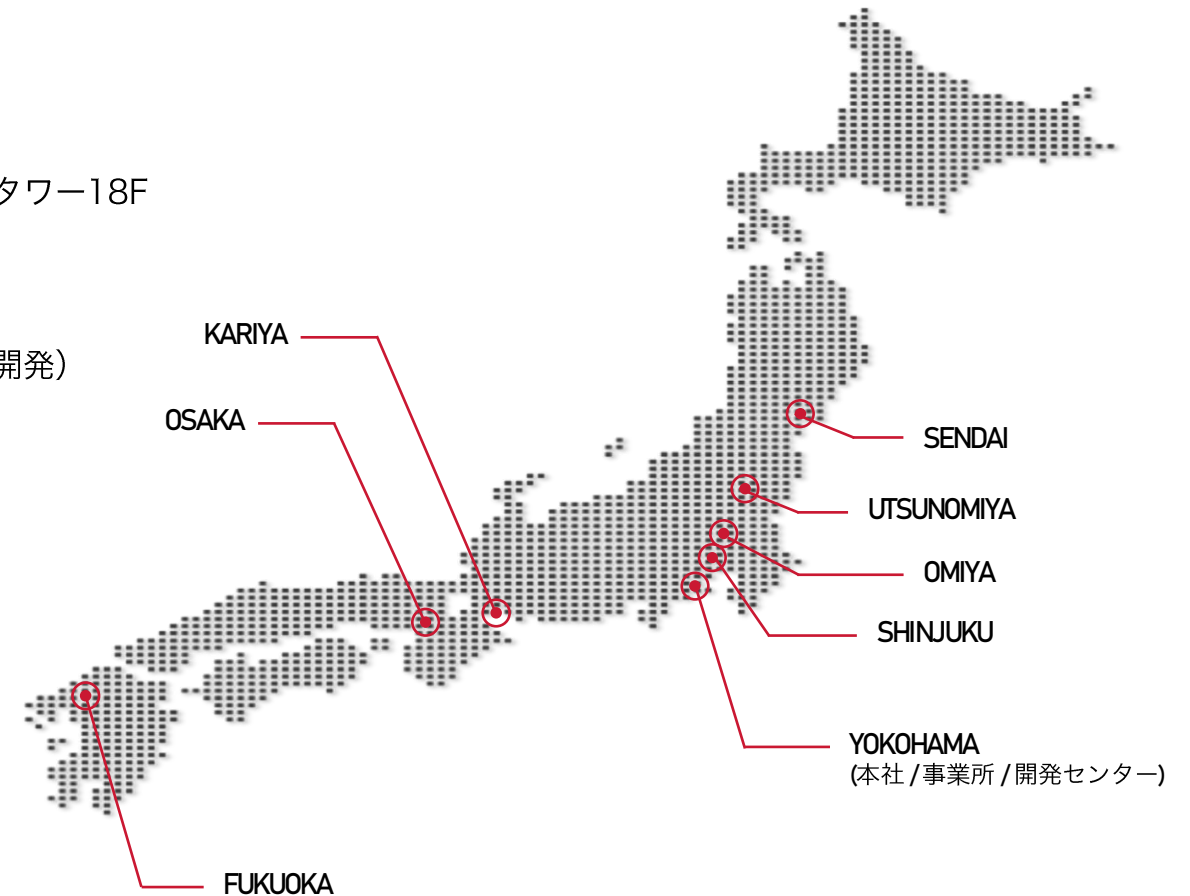 タワー18F
開発）
KARIYA
OSAKA
SENDAI
UTSUNOMIYA
OMIYA
SHINJUKU
YOKOHAMA
(本社 / 事業所 / 開発センター)
FUKUOKA